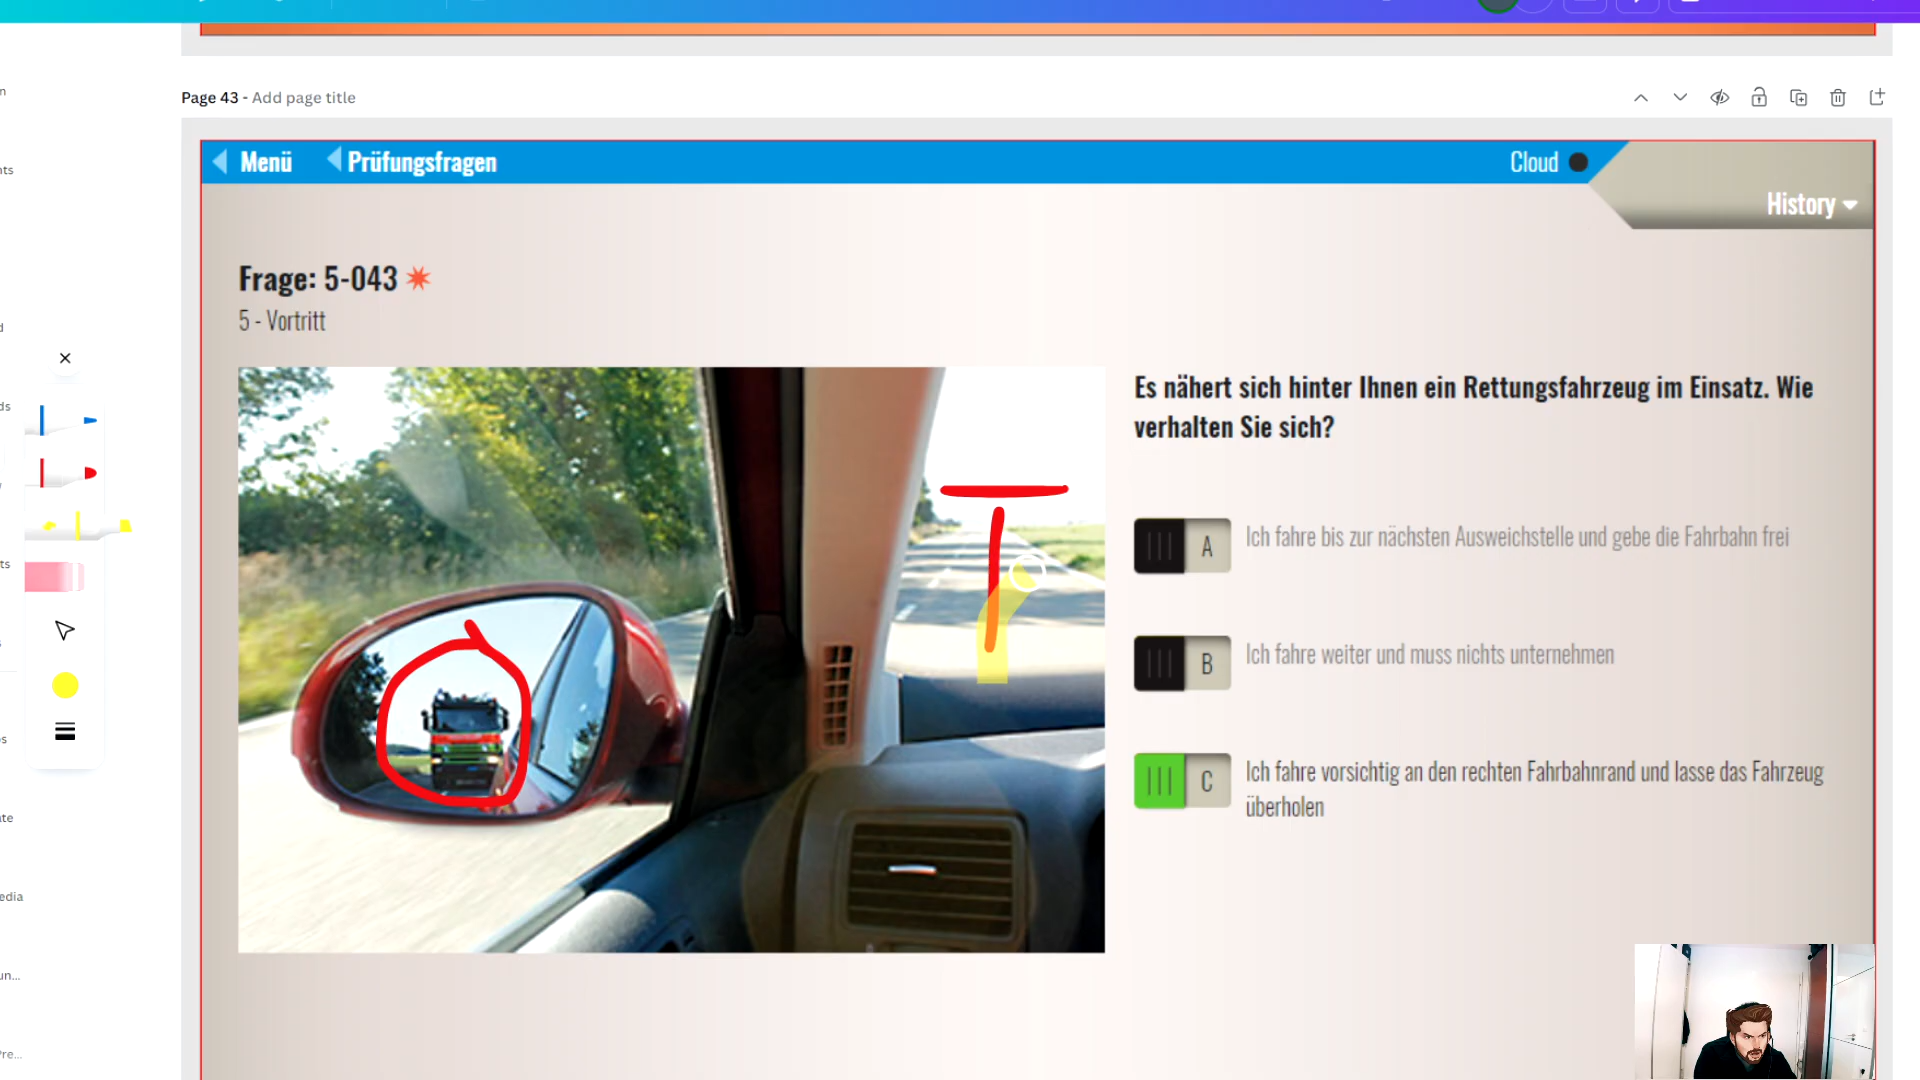 Page 43 - Add page title
Menü
Prüfungsfragen
Cloud
History
Frage: 5-043
5 - Vortritt
Es nähert sich hinter Ihnen ein Rettungsfahrzeug im Einsatz. Wie
verhalten Sie sich?
A
Ich fahre bis zur nächsten Ausweichstelle und gebe die Fahrbahn frei
B
Ich fahre weiter und muss nichts unternehmen
C
Ich fahre vorsichtig an den rechten Fahrbahnrand und lasse das Fahrzeug
überholen